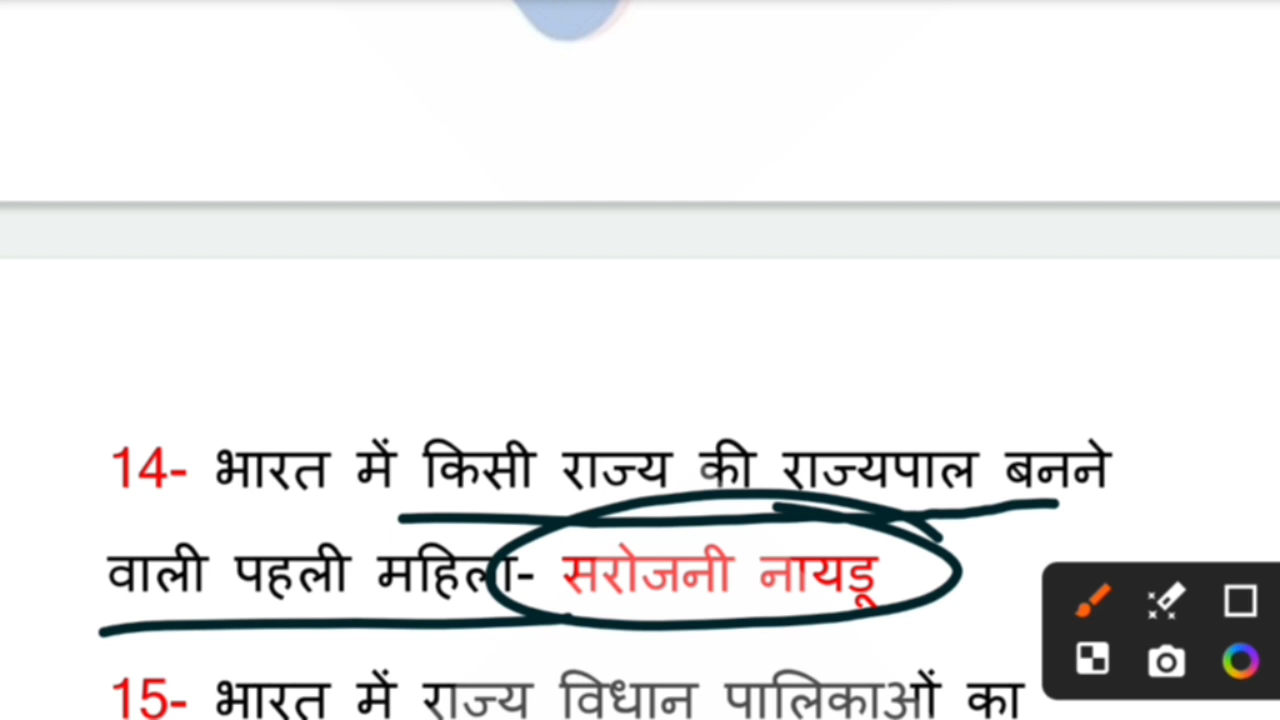 14- भारत में किसी राज्य की राज्यपाल बनने
वाली पहली महिला- सरोजनी नायडू
15- भारत में राज्य विधान पालिकाओं का